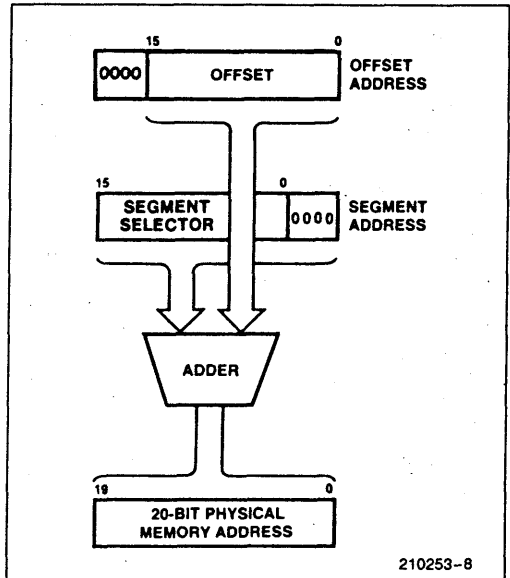 15 0
0000 OFFSET
OFFSET
ADDRESS
15 0
SEGMENT
SELECTOR
0000
SEGMENT
ADDRESS
ADDER
19 0
20-BIT PHYSICAL
MEMORY ADDRESS
210253-8